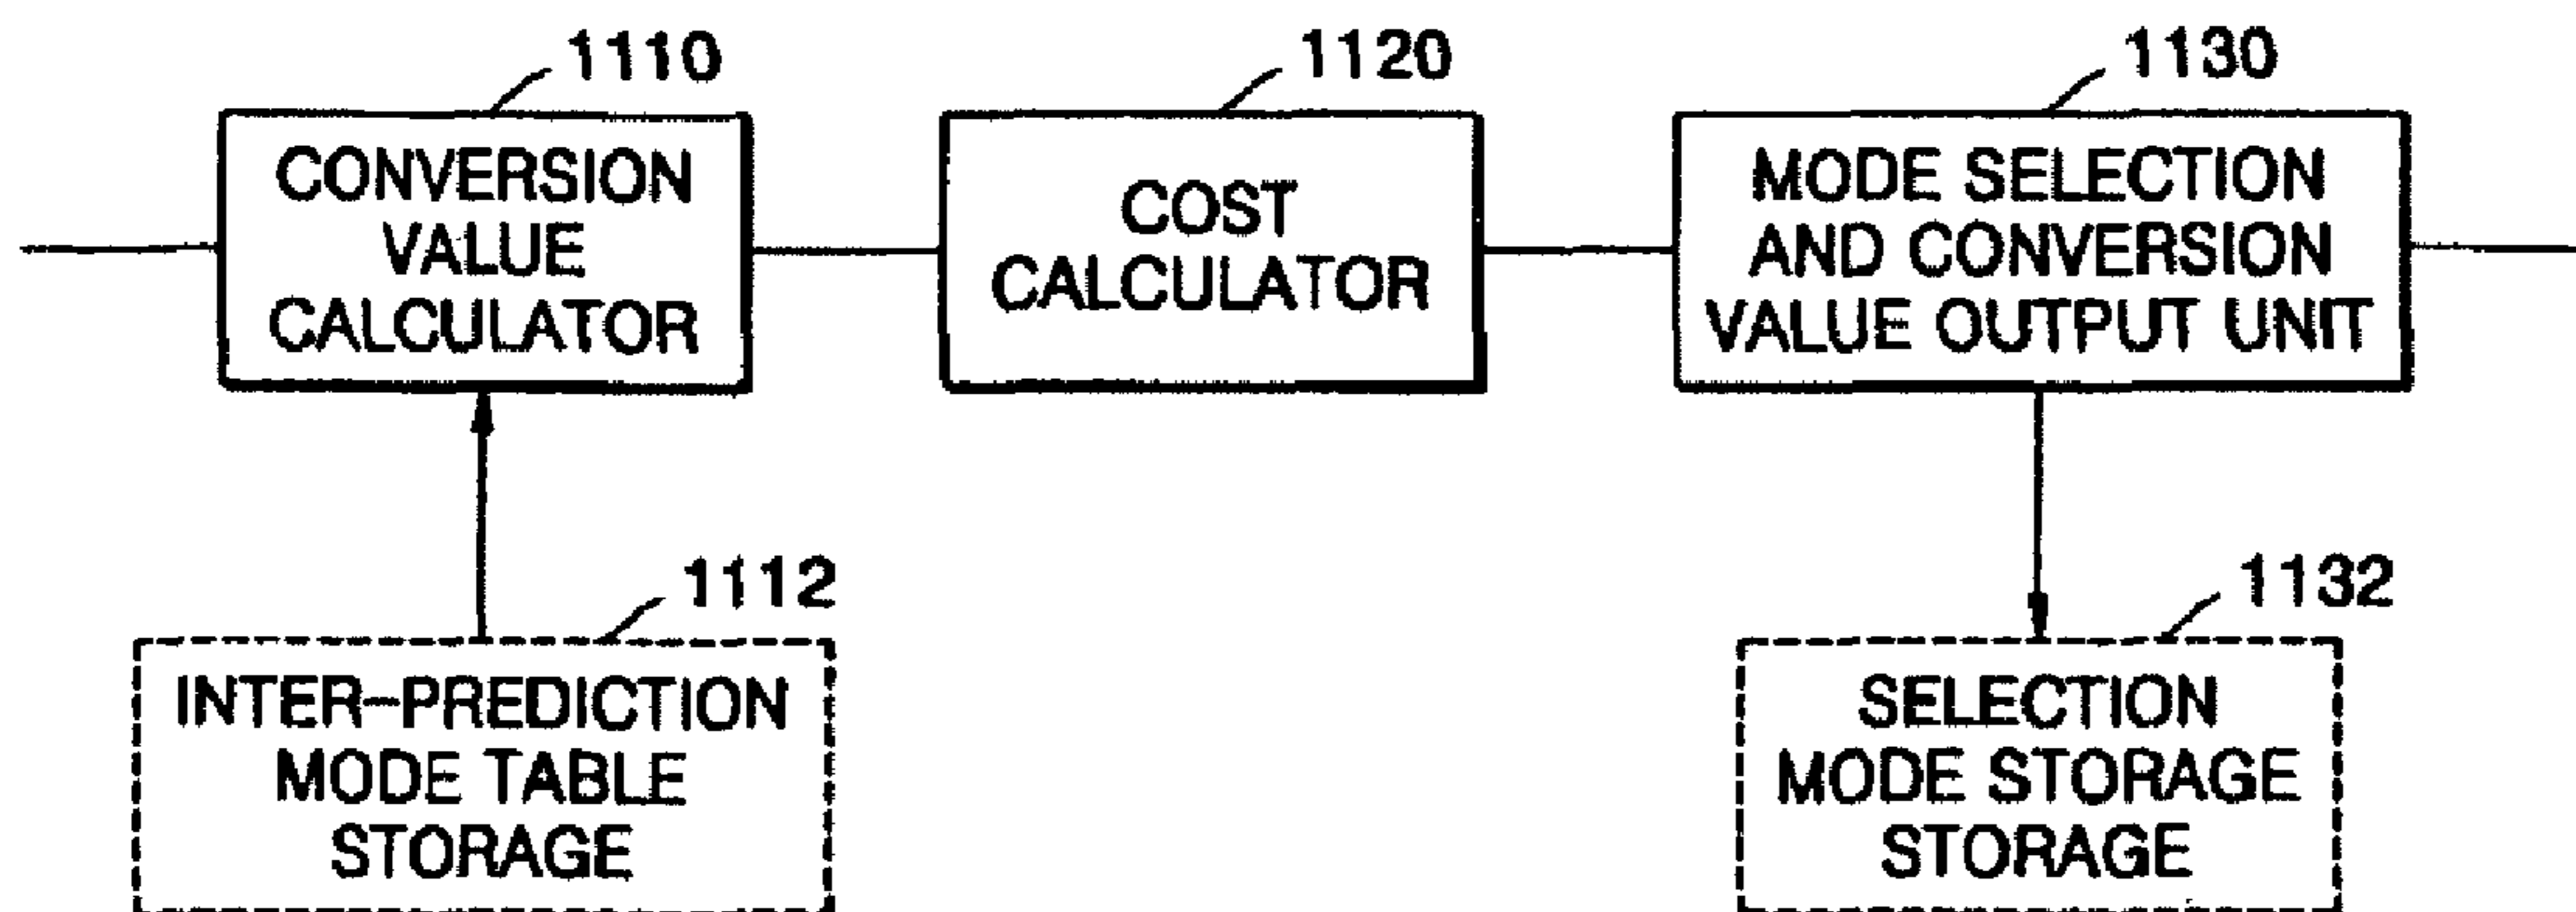 1110
1120
1130
CONVERSION
VALUE
CALCULATOR
COST
CALCULATOR
MODE SELECTION
AND CONVERSION
VALUE OUTPUT UNIT
1112
1132
INTER-PREDICTION
MODE TABLE
STORAGE
SELECTION
MODE STORAGE
STORAGE